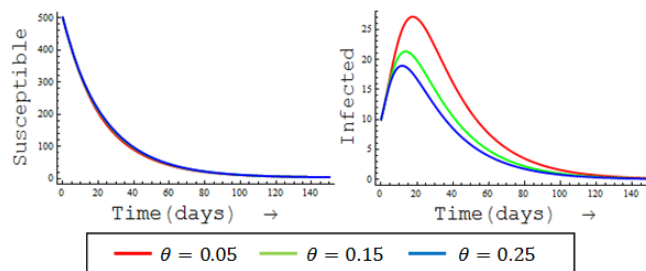 Susceptible
500
400
300
200
100
0
0 20 40 60 80 100 120 140
Time(days) →
Infected
25
20
15
10
5
0
0 20 40 60 80 100 120 140
Time(days) →
θ = 0.05 θ = 0.15 θ = 0.25